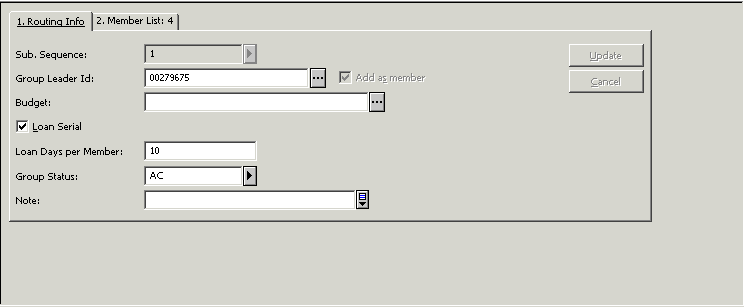 1. Routing Info 2. Member List: 4
Sub. Sequence: 1
Update
Group Leader Id: 00279675 ... Add as member
Cancel
Budget: ...
Loan Serial
Loan Days per Member: 10
Group Status: AC
Note: